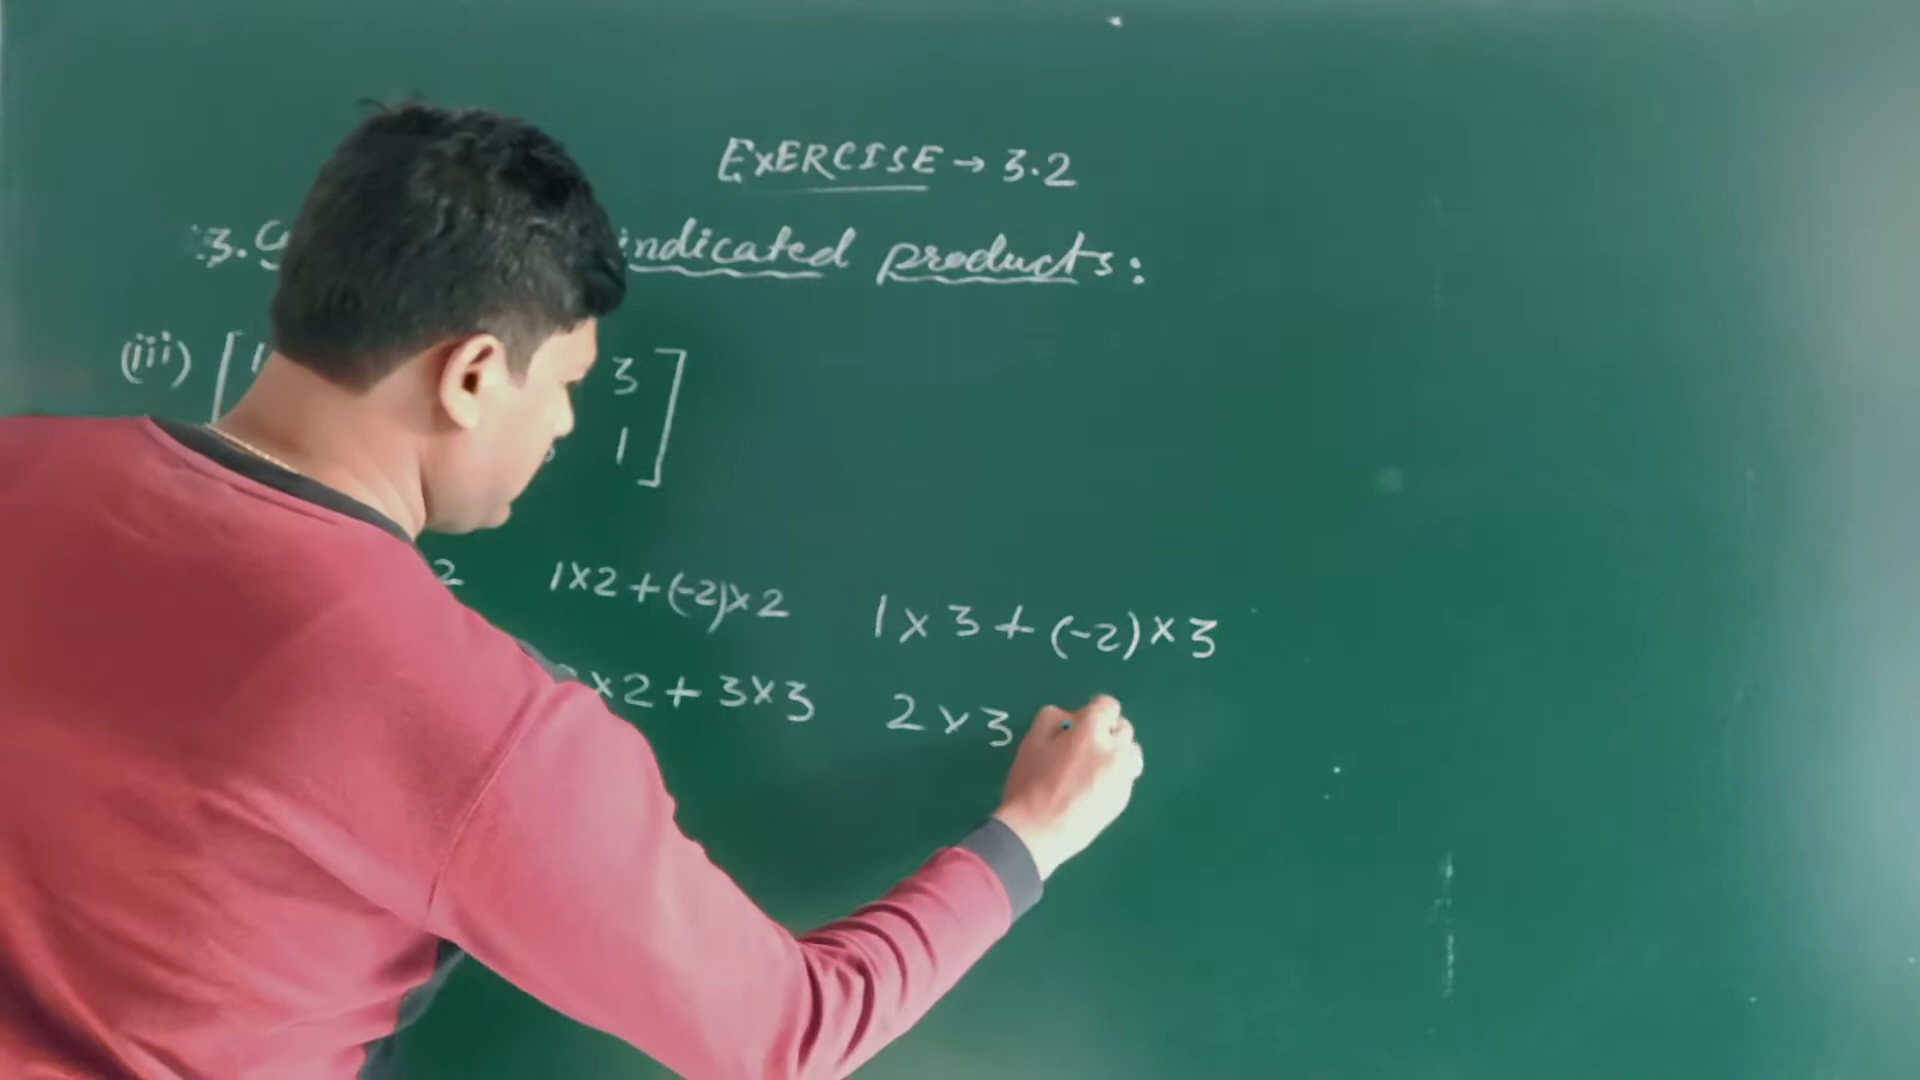 EXERCISE → 3.2
3. indicated products:
(iii) [ 1 3 ]
1 ]
2 1×2+(-2)×2 1×3+(-2)×3
×2+3×3 2×3